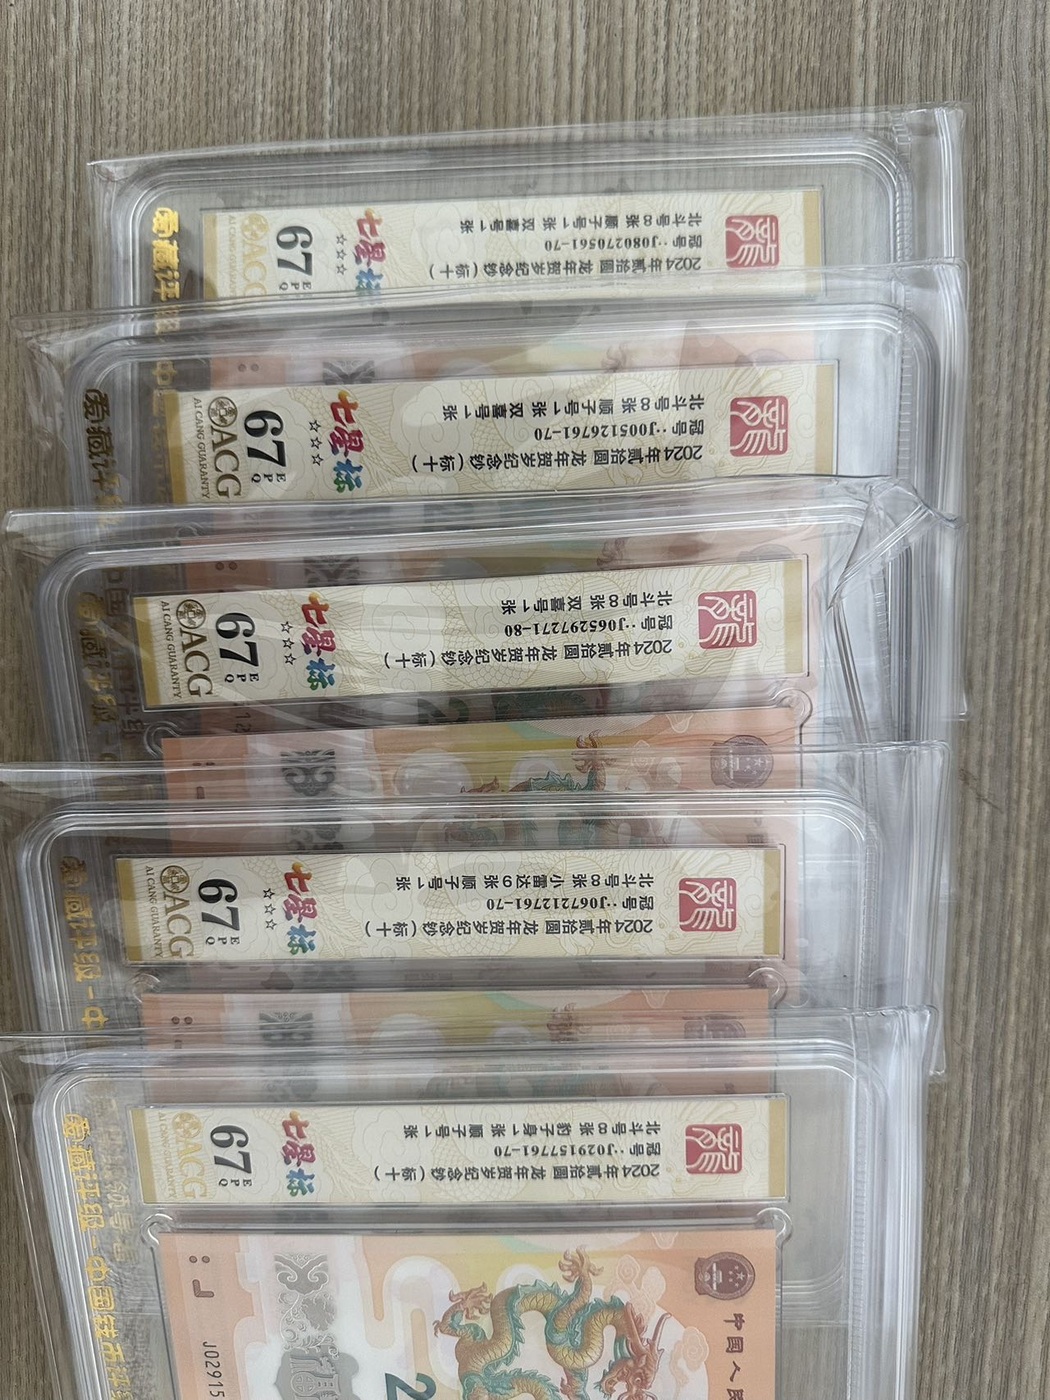 2024年贰拾圆 龙年贺岁纪念钞（标十）
冠号：J080270561-70
北斗号8张 顺子号1张 双喜号1张
七星标
67
E
P
Q
ACG
2024年贰拾圆 龙年贺岁纪念钞（标十）
冠号：J005126761-70
北斗号8张 顺子号1张 双喜号1张
七星标
67
E
P
Q
ACG
AI CANG GUARANTY
2024年贰拾圆 龙年贺岁纪念钞（标十）
冠号：J065297271-80
北斗号8张 双喜号1张
七星标
67
E
P
Q
ACG
AI CANG GUARANTY
2024年贰拾圆 龙年贺岁纪念钞（标十）
冠号：J067212761-70
北斗号8张 小雷达9张 顺子号1张
七星标
67
E
P
Q
ACG
AI CANG GUARANTY
2024年贰拾圆 龙年贺岁纪念钞（标十）
冠号：J029157761-70
北斗号8张 豹子身1张 顺子号1张
七星标
67
E
P
Q
ACG
AI CANG GUARANTY
爱藏评级-中国
中国人民
J02915
2